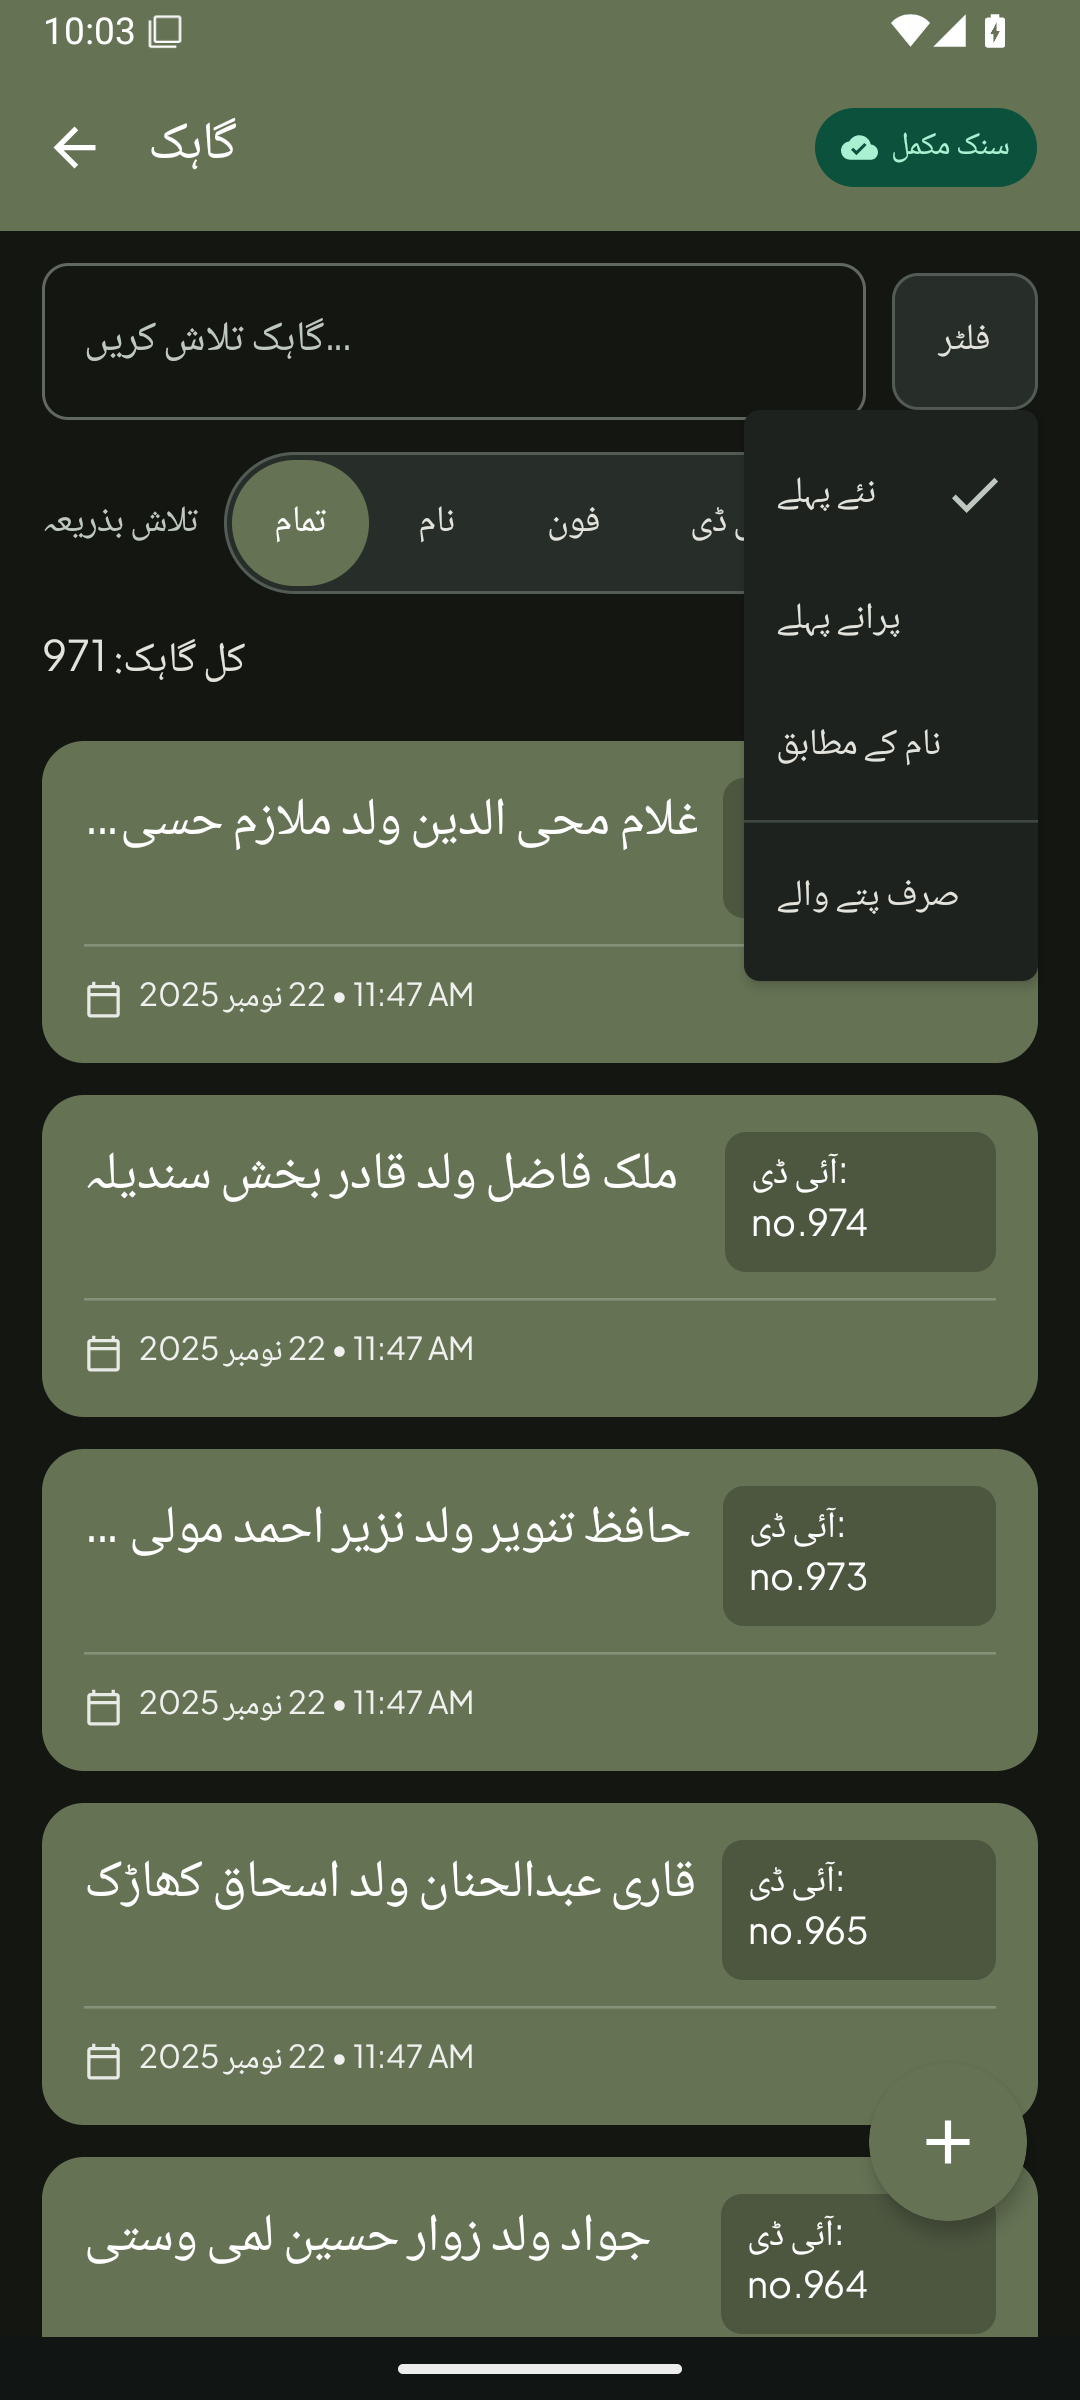 10:03
گاہک
سنک مکمل
گاہک تلاش کریں...
فلٹر
تلاش بذریعہ
تمام
نام
فون
ڈی
کل گاہک: 971
نئے پہلے
پرانے پہلے
نام کے مطابق
صرف پتے والے
غلام محی الدین ولد ملازم حسی...
22 نومبر 2025 • 11:47 AM
ملک فاضل ولد قادر بخش سندیلہ
آئی ڈی:
no.974
22 نومبر 2025 • 11:47 AM
حافظ تنویر ولد نزیر احمد مولی ...
آئی ڈی:
no.973
22 نومبر 2025 • 11:47 AM
قاری عبدالحنان ولد اسحاق کھاڑک
آئی ڈی:
no.965
22 نومبر 2025 • 11:47 AM
جواد ولد زوار حسین لمی وستی
آئی ڈی:
no.964